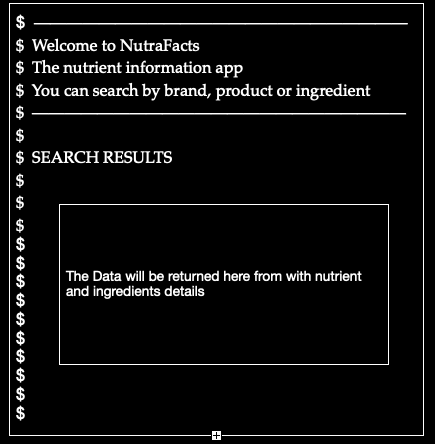 $ ————————————————————
$ Welcome to NutraFacts
$ The nutrient information app
$ You can search by brand, product or ingredient
$ ————————————————————
$
$ SEARCH RESULTS
$
$
$
$
$
The Data will be returned here from with nutrient
$
and ingredients details
$
$
$
$
$
$
$